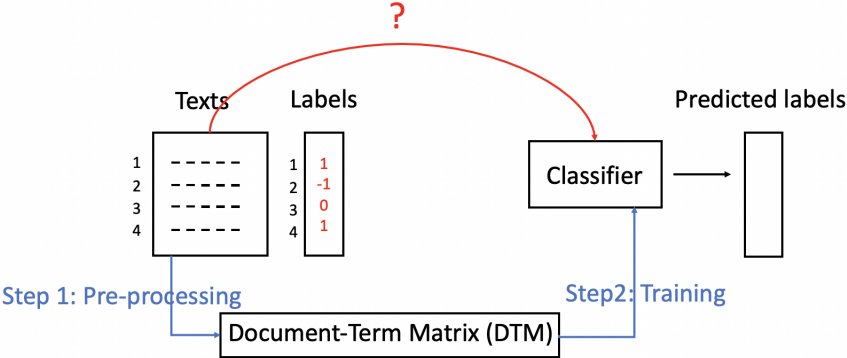 ?
Texts
Labels
Predicted labels
1
2
3
4
1
2
3
4
1
-1
0
1
Classifier
Step 1: Pre-processing
Step2: Training
Document-Term Matrix (DTM)